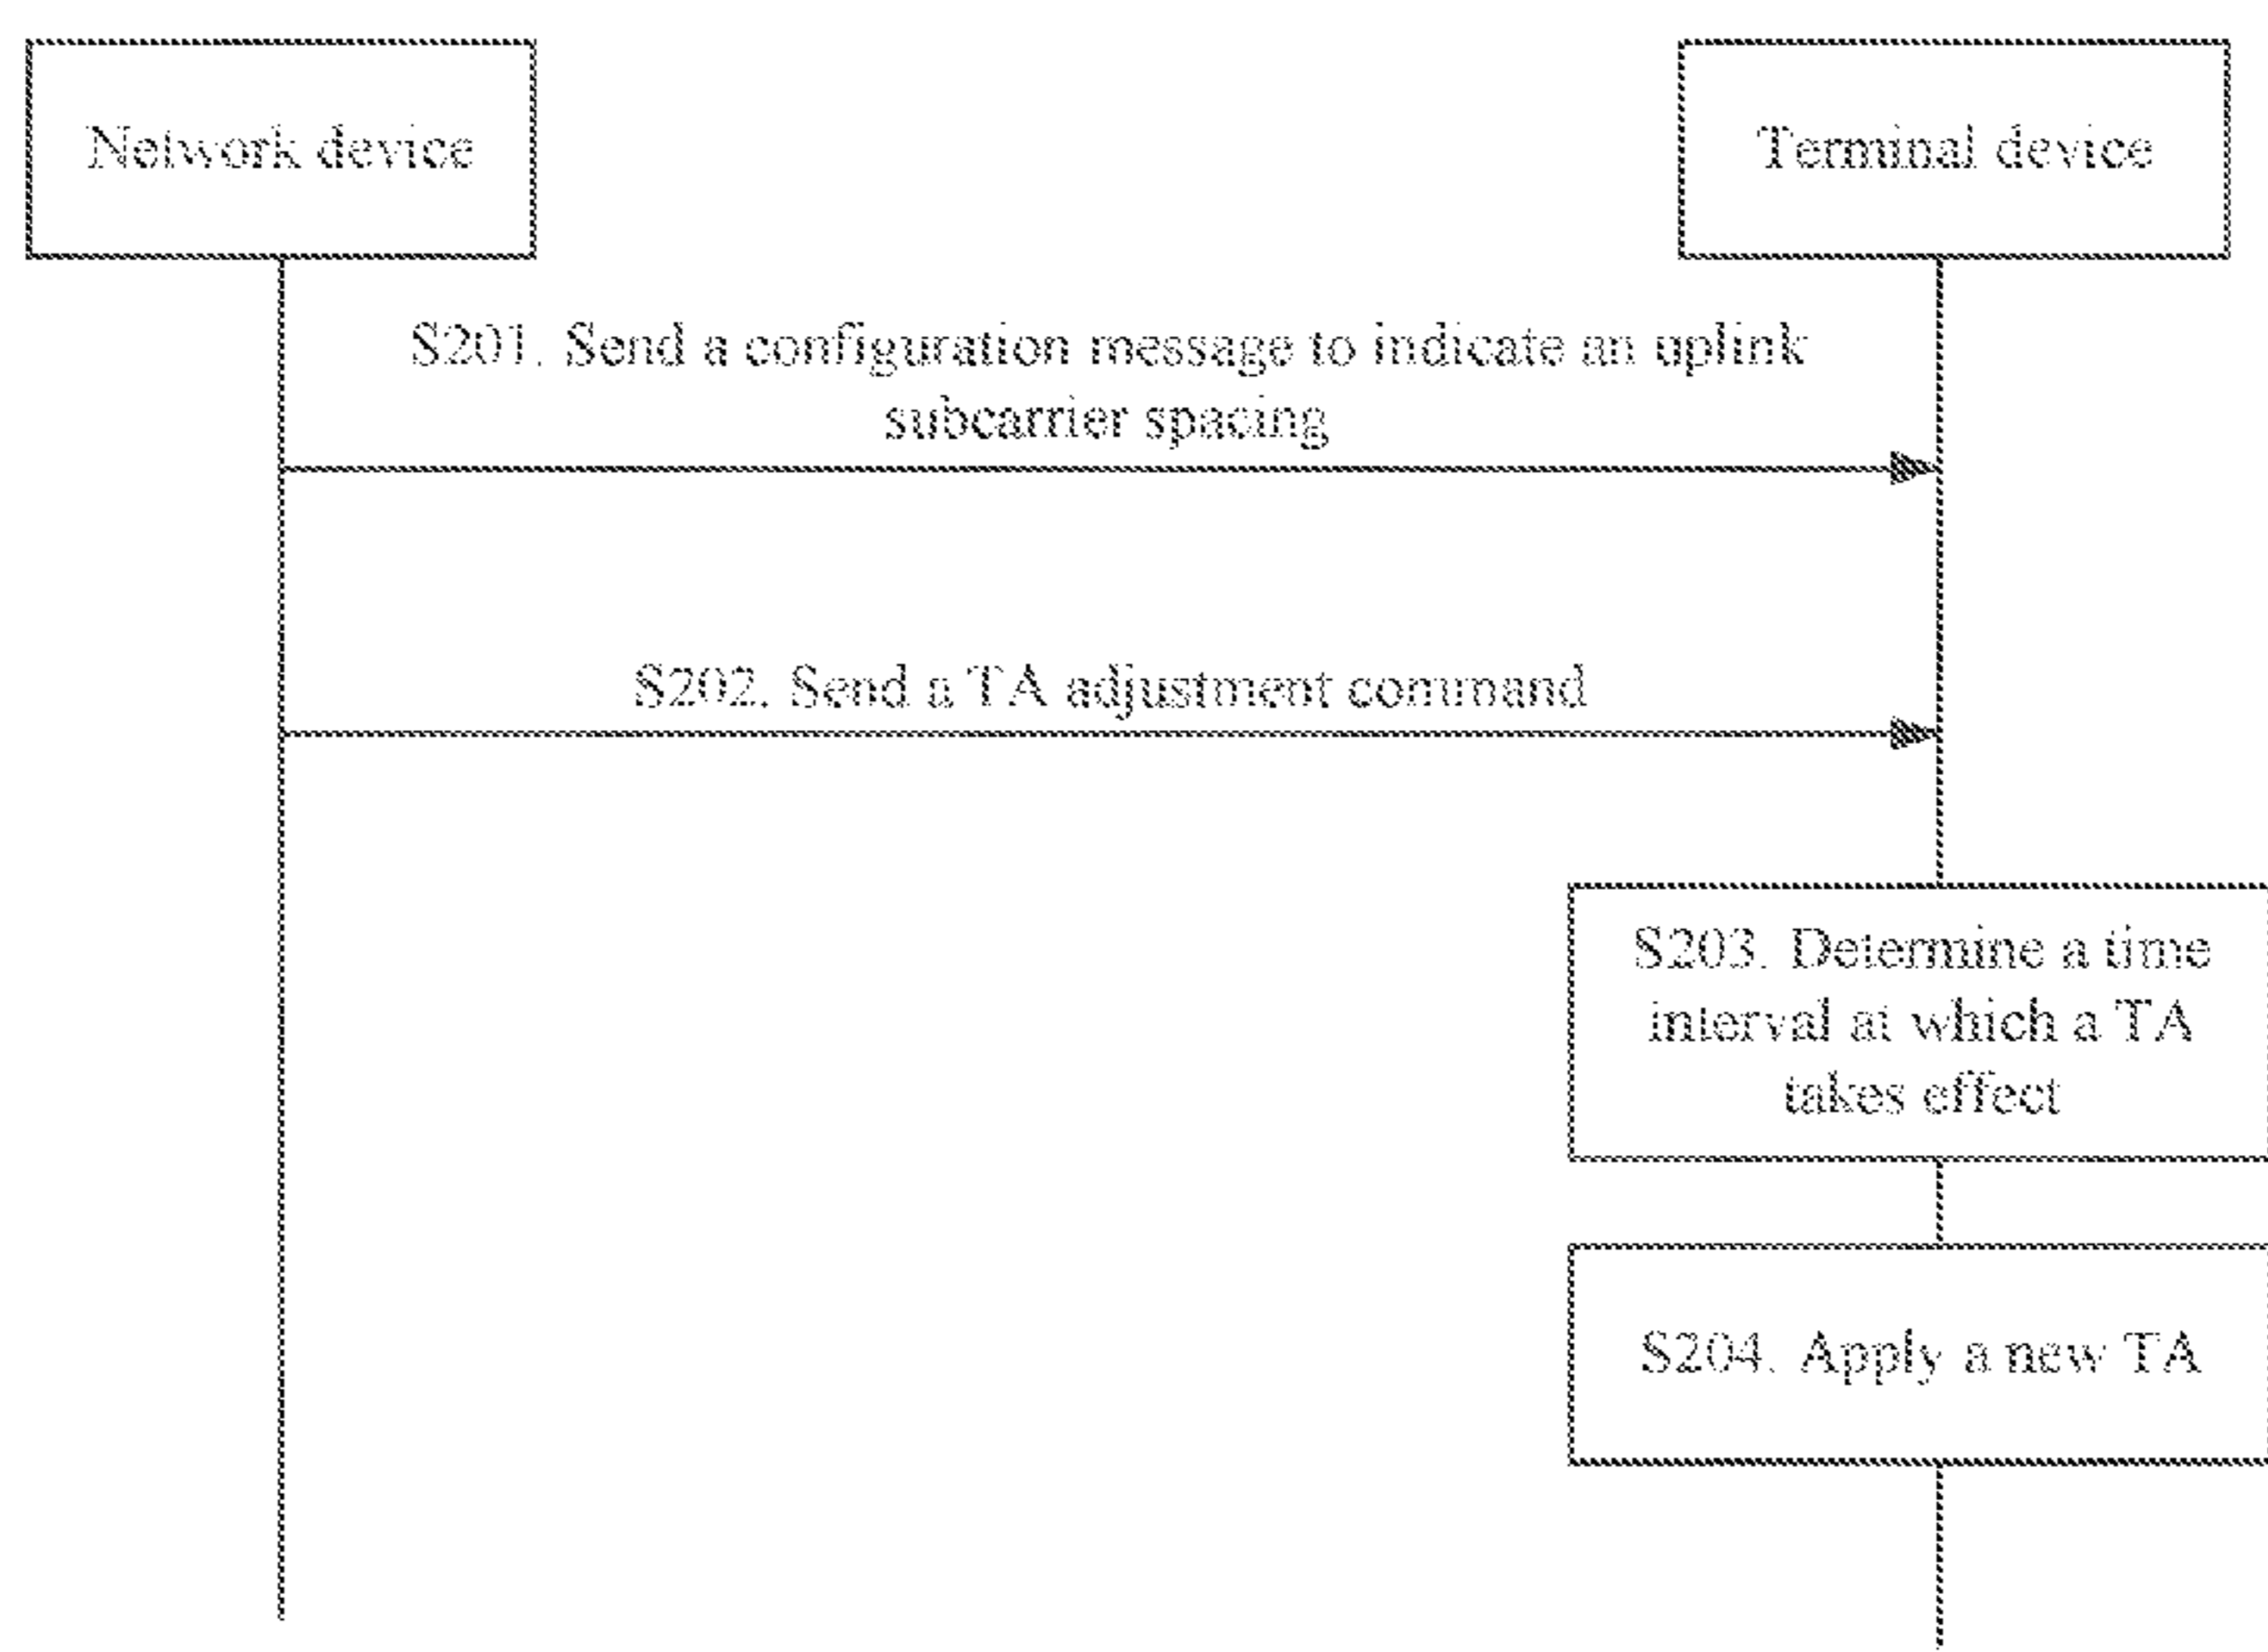 Network device
Terminal device
S201. Send a configuration message to indicate an uplink
subcarrier spacing
S202. Send a TA adjustment command
S203. Determine a time
interval at which a TA
takes effect
S204. Apply a new TA